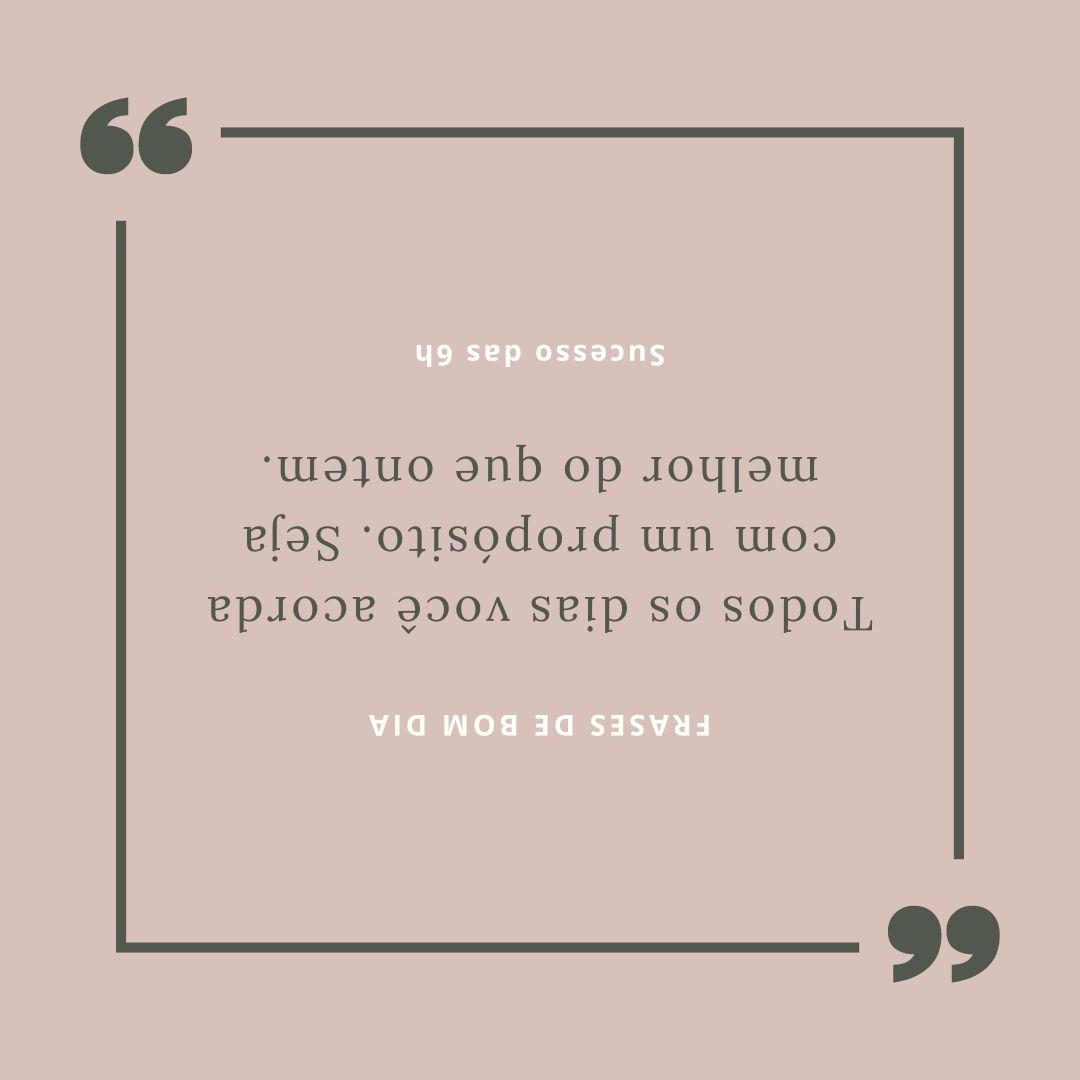 FRASES DE BOM DIA
Todos os dias você acorda
com um propósito. Seja
melhor do que ontem.
Sucesso das 6h